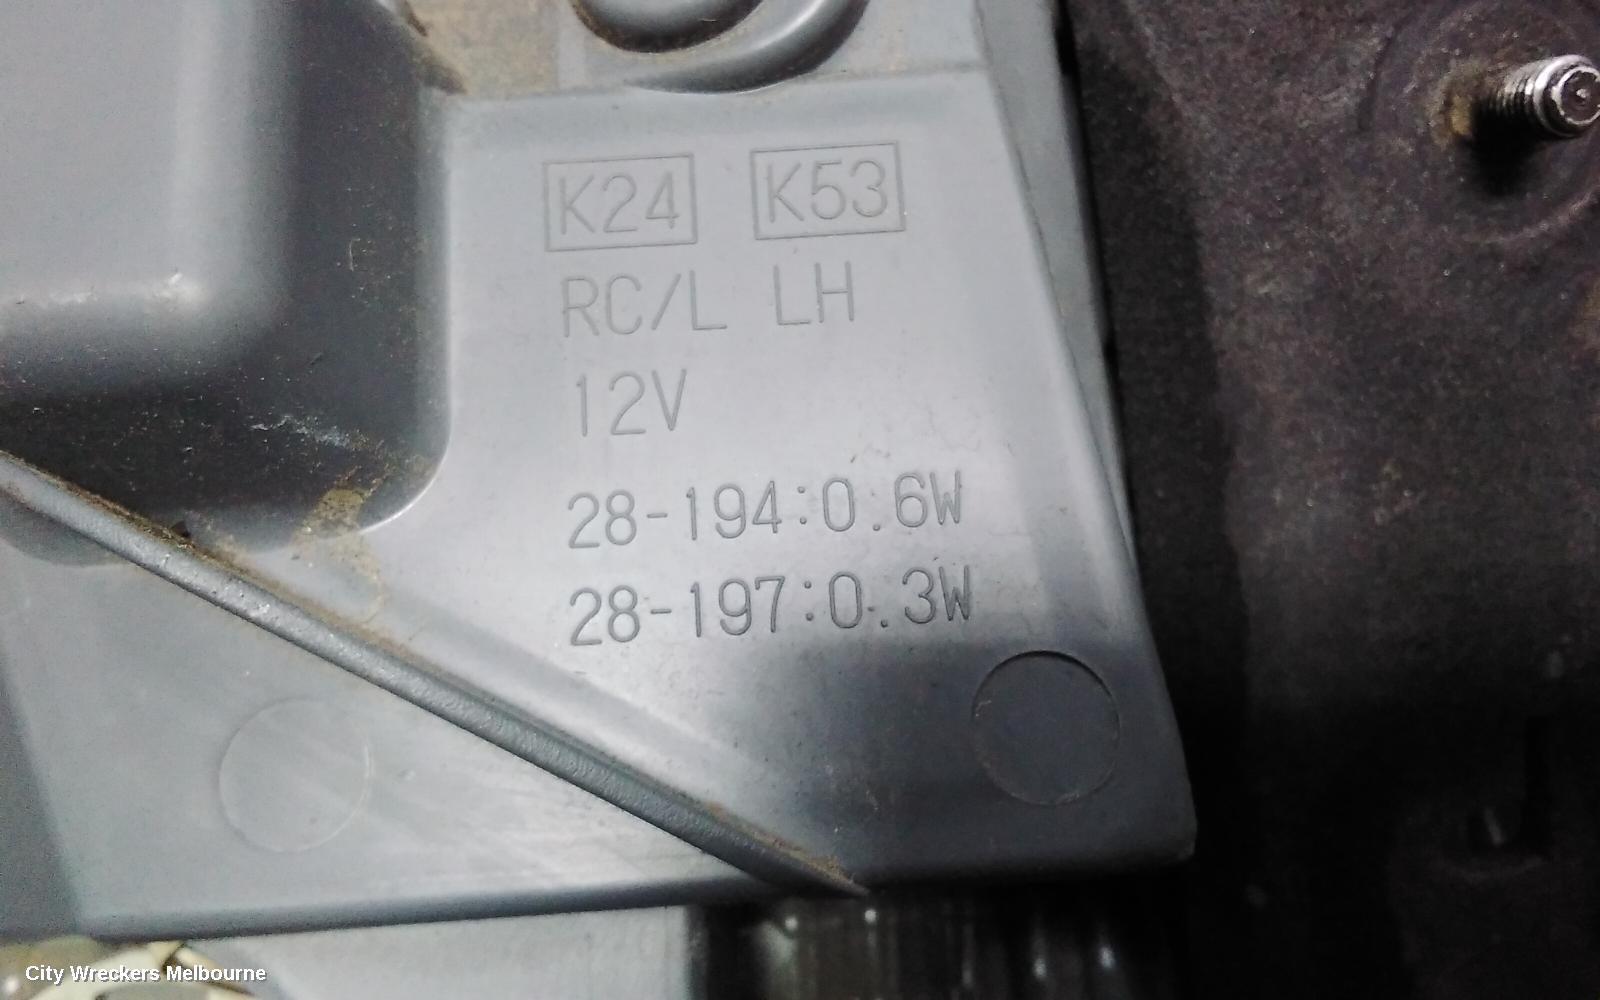 K24 K53
RC/L LH
12V
28-194:0.6W
28-197:0.3W
City Wreckers Melbourne